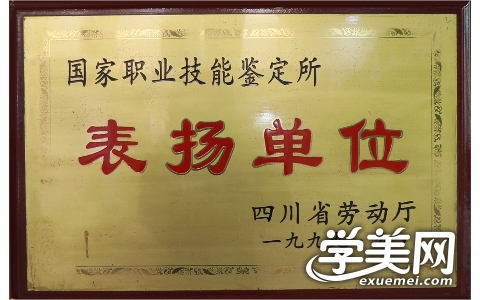 国家职业技能鉴定所
表扬单位
四川省劳动厅
一九九
学美网
exuemei.com